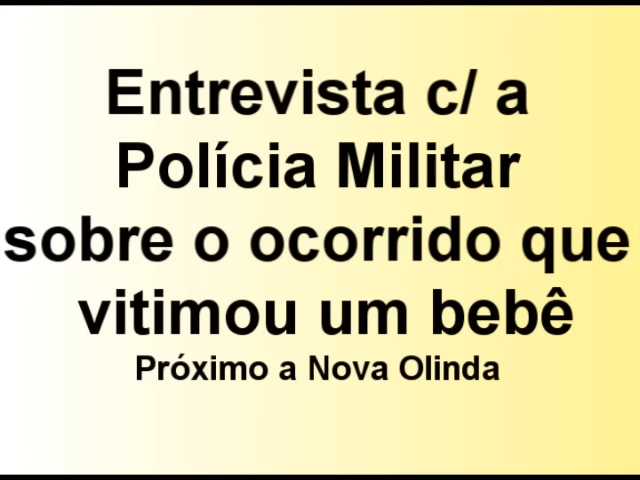 Entrevista c/ a
Polícia Militar
sobre o ocorrido que
vitimou um bebê
Próximo a Nova Olinda